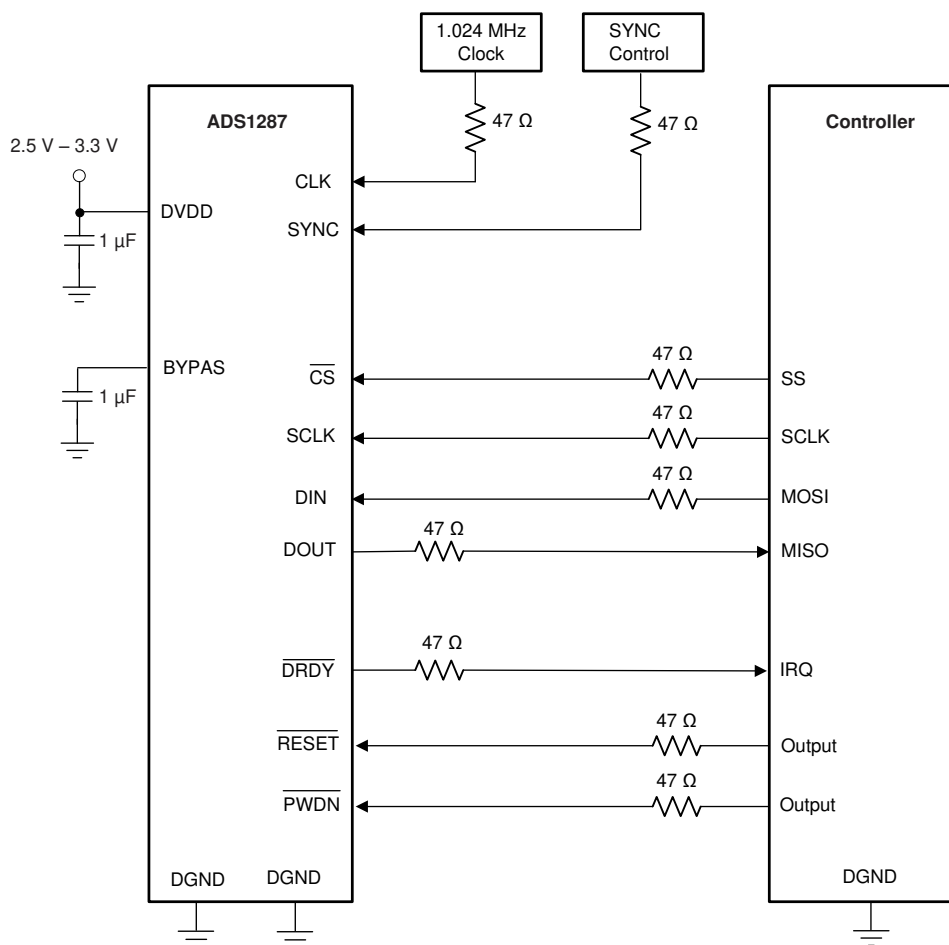 1.024 MHz
Clock
SYNC
Control
47 Ω
47 Ω
ADS1287
Controller
2.5 V – 3.3 V
CLK
DVDD
SYNC
1 µF
BYPAS
1 µF
CS
47 Ω
SS
SCLK
47 Ω
SCLK
DIN
47 Ω
MOSI
DOUT
47 Ω
MISO
DRDY
47 Ω
IRQ
RESET
47 Ω
Output
PWDN
47 Ω
Output
DGND
DGND
DGND